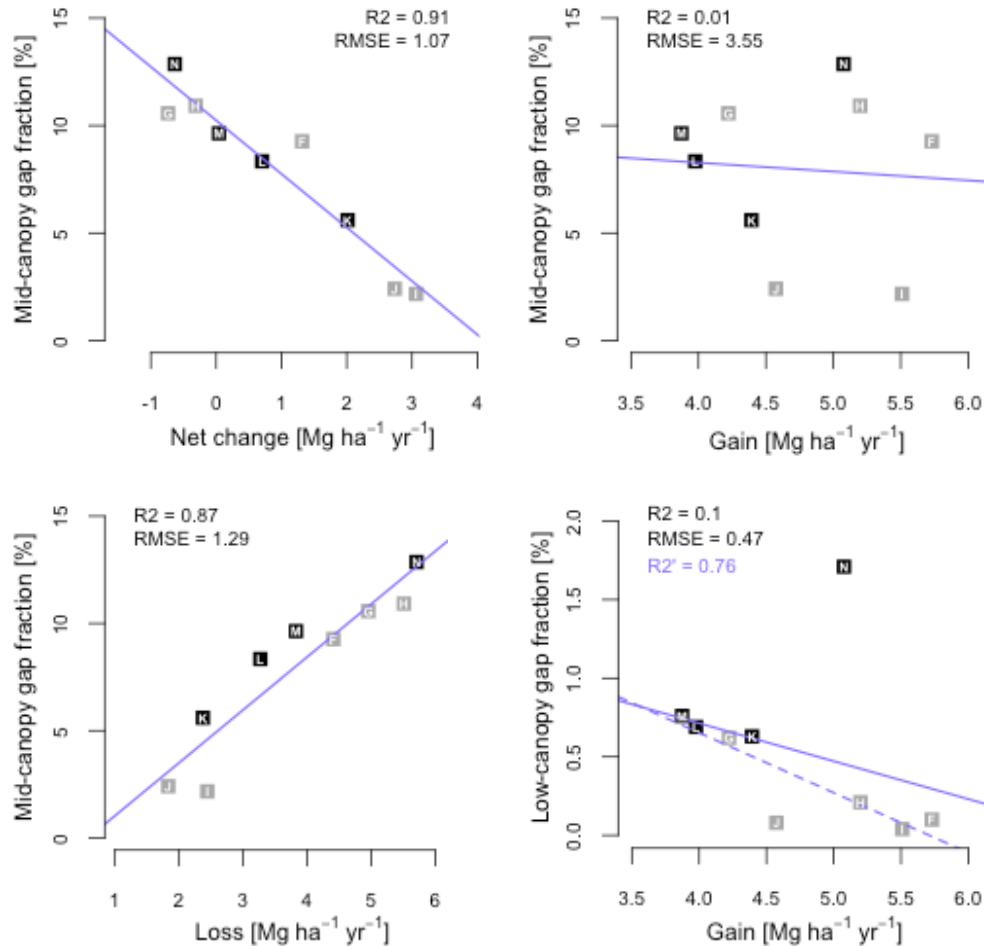 R2 = 0.91
RMSE = 1.07
Mid-canopy gap fraction [%]
15
10
5
0
N
G
H
M
F
L
K
J
I
-1 0 1 2 3 4
Net change [Mg ha⁻¹ yr⁻¹]
R2 = 0.01
RMSE = 3.55
Mid-canopy gap fraction [%]
15
10
5
0
N
H
G
M
F
L
K
J
I
3.5 4.0 4.5 5.0 5.5 6.0
Gain [Mg ha⁻¹ yr⁻¹]
R2 = 0.87
RMSE = 1.29
Mid-canopy gap fraction [%]
15
10
5
0
N
H
G
M
F
L
K
J
I
1 2 3 4 5 6
Loss [Mg ha⁻¹ yr⁻¹]
R2 = 0.1
RMSE = 0.47
R2' = 0.76
Low-canopy gap fraction [%]
2.0
1.5
1.0
0.5
0.0
N
M
L
G
K
H
J
F
I
3.5 4.0 4.5 5.0 5.5 6.0
Gain [Mg ha⁻¹ yr⁻¹]